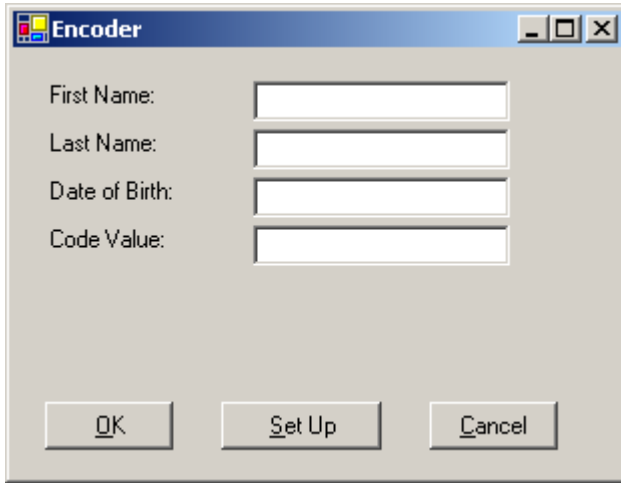 Encoder
First Name:
Last Name:
Date of Birth:
Code Value:
OK Set Up Cancel